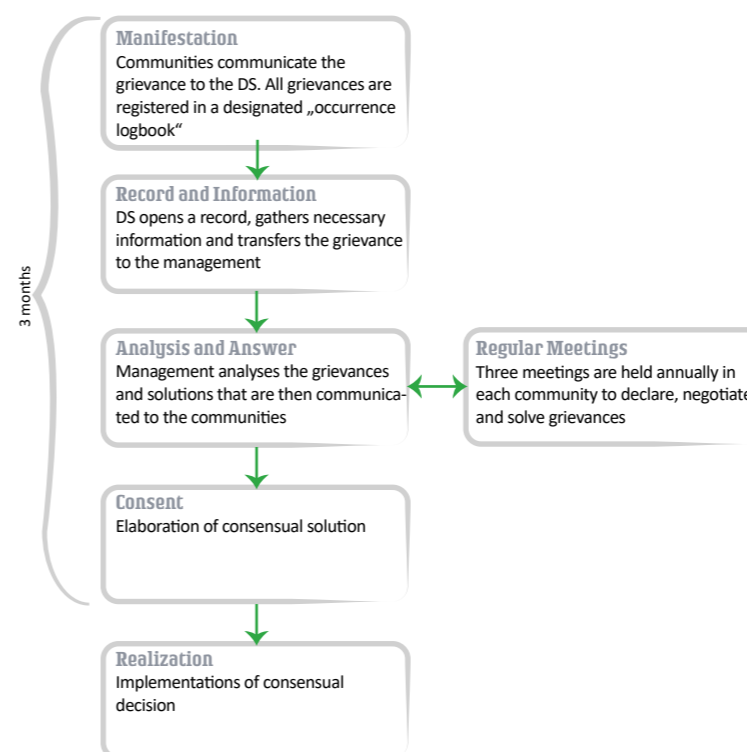 Manifestation
Communities communicate the
grievance to the DS. All grievances are
registered in a designated „occurrence
logbook“
Record and Information
DS opens a record, gathers necessary
information and transfers the grievance
to the management
3 months
Analysis and Answer
Management analyses the grievances
and solutions that are then communica-
ted to the communities
Regular Meetings
Three meetings are held annually in
each community to declare, negotiate
and solve grievances
Consent
Elaboration of consensual solution
Realization
Implementations of consensual
decision